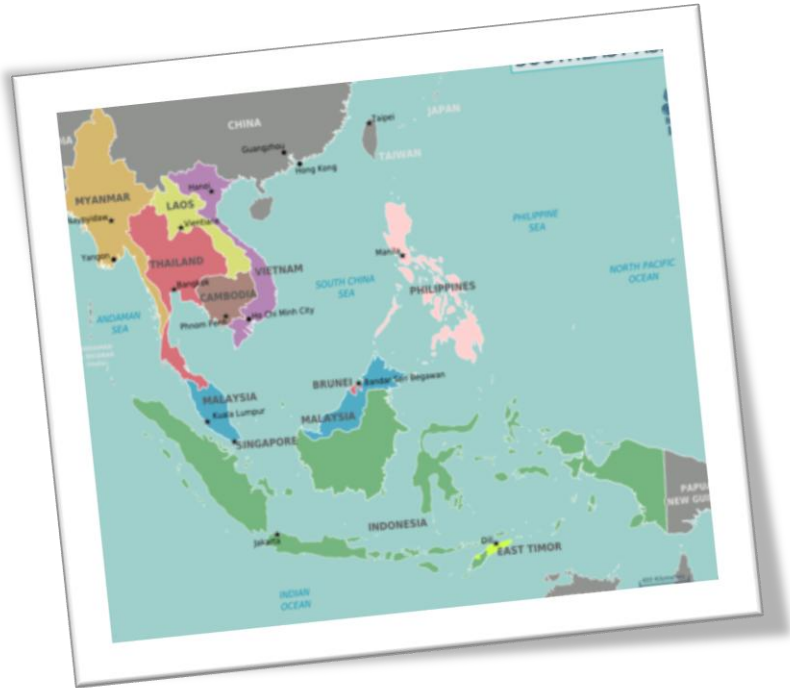 CHINA
JAPAN
Taipei
TAIWAN
Guangzhou
Hong Kong
MYANMAR
LAOS
Hanoi
Vientiane
Yangon
THAILAND
VIETNAM
Bangkok
CAMBODIA
Phnom Penh
Ho Chi Minh City
SOUTH CHINA
SEA
Manila
PHILIPPINES
PHILIPPINE
SEA
NORTH PACIFIC
OCEAN
ANDAMAN
SEA
MALAYSIA
Kuala Lumpur
SINGAPORE
BRUNEI
Bandar Seri Begawan
MALAYSIA
INDONESIA
Jakarta
Dili
EAST TIMOR
PAPU
NEW GUI
INDIAN
OCEAN